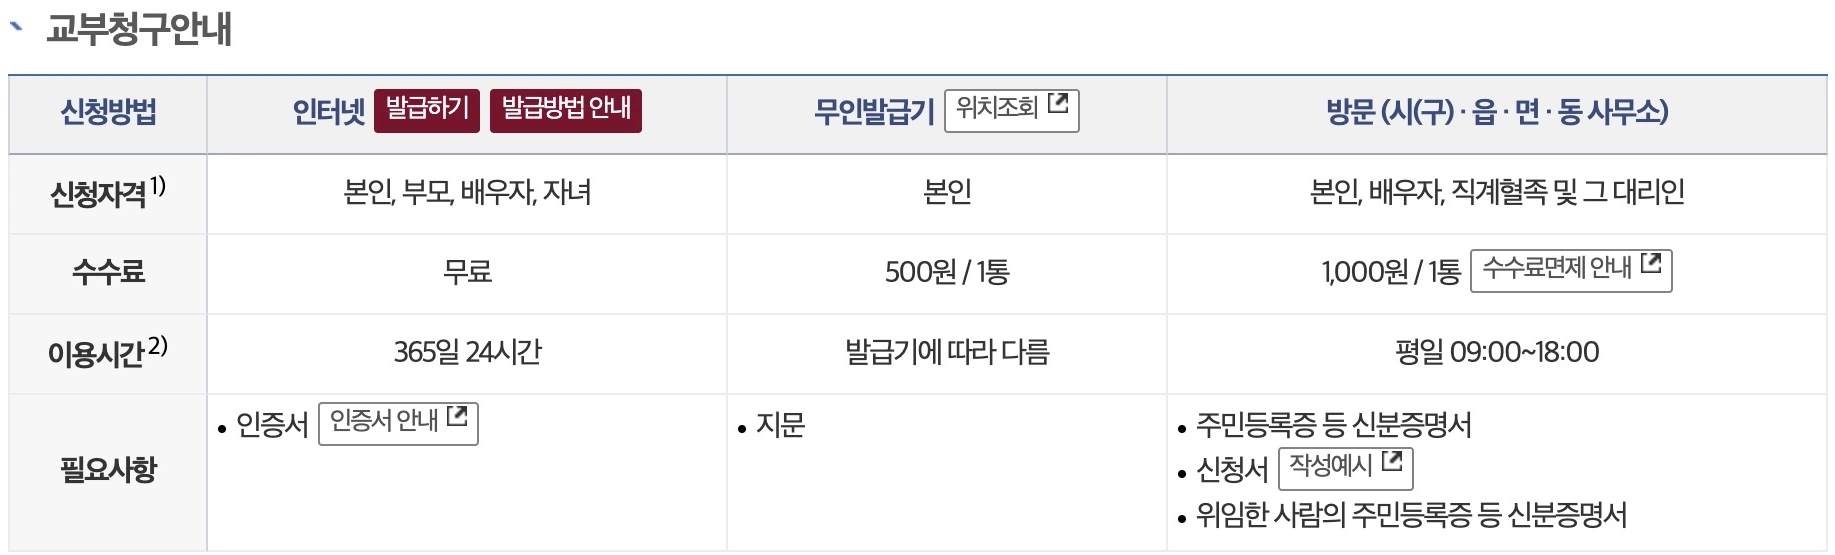 교부청구안내
신청방법 인터넷 발급하기 발급방법 안내 무인발급기 위치조회 방문 (시(구) · 읍 · 면 · 동 사무소)
신청자격 1) 본인, 부모, 배우자, 자녀 본인 본인, 배우자, 직계혈족 및 그 대리인
수수료 무료 500원 / 1통 1,000원 / 1통 수수료면제 안내
이용시간 2) 365일 24시간 발급기에 따라 다름 평일 09:00~18:00
필요사항
• 인증서 인증서 안내
• 지문
• 주민등록증 등 신분증명서
• 신청서 작성예시
• 위임한 사람의 주민등록증 등 신분증명서